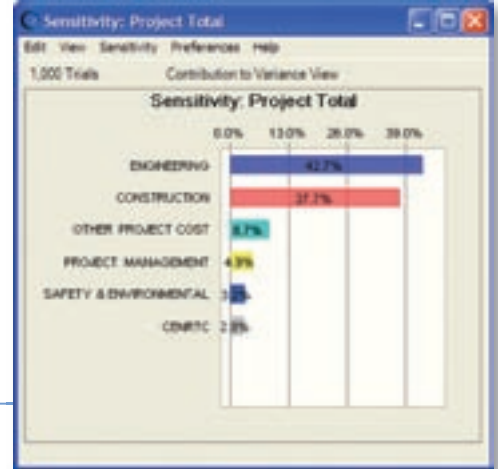 Sensitivity: Project Total
Edit View Sensitivity Preferences Help
1,000 Trials Contribution to Variance View
Sensitivity: Project Total
0.0% 13.0% 26.0% 39.0%
ENGINEERING 42.7%
CONSTRUCTION 37.7%
OTHER PROJECT COST 8.7%
PROJECT MANAGEMENT 4.9%
SAFETY & ENVIRONMENTAL
CENRTC